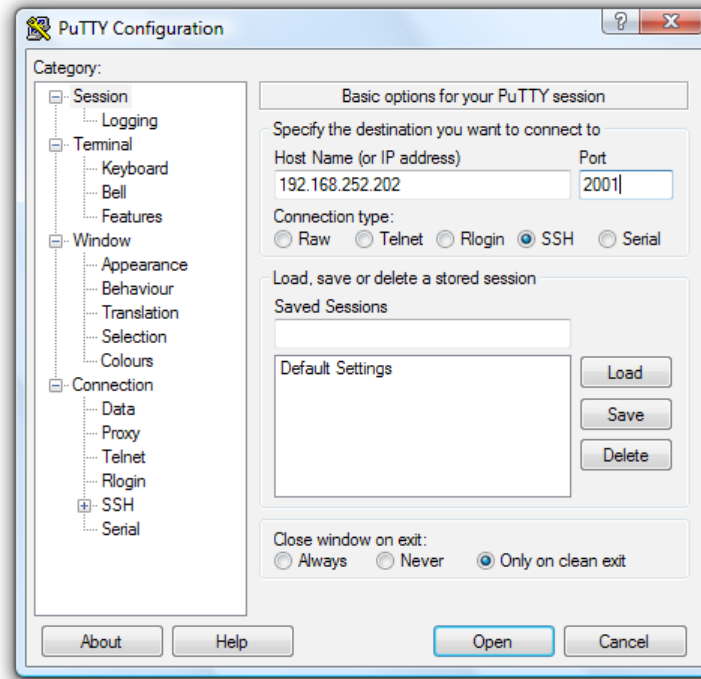 PuTTY Configuration
Category:
Session
Logging
Terminal
Keyboard
Bell
Features
Window
Appearance
Behaviour
Translation
Selection
Colours
Connection
Data
Proxy
Telnet
Rlogin
SSH
Serial
Basic options for your PuTTY session
Specify the destination you want to connect to
Host Name (or IP address) Port
192.168.252.202 2001
Connection type:
Raw Telnet Rlogin SSH Serial
Load, save or delete a stored session
Saved Sessions
Default Settings
Load
Save
Delete
Close window on exit:
Always Never Only on clean exit
About Help Open Cancel